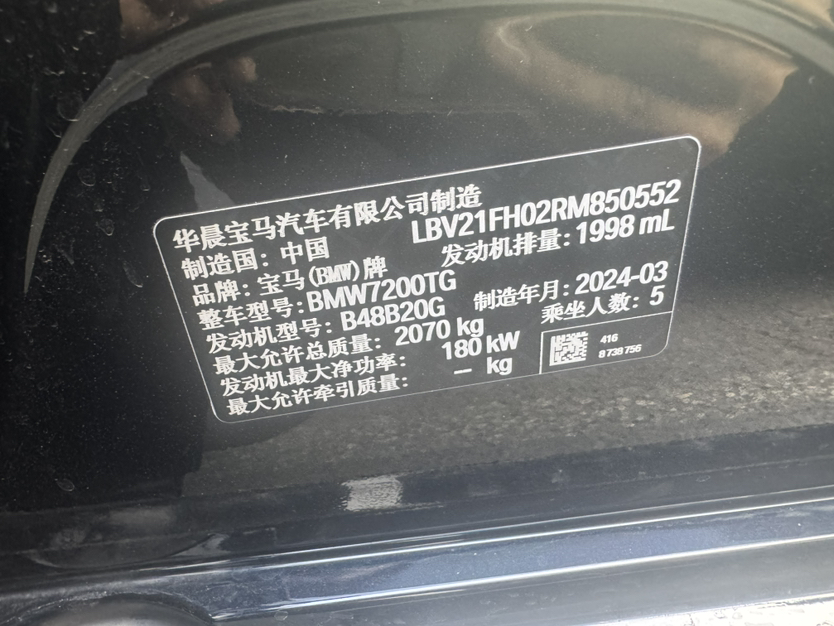 华晨宝马汽车有限公司制造
制造国：中国 LBV21FH02RM850552
品牌：宝马(BMW)牌 发动机排量：1998 mL
整车型号：BMW7200TG
发动机型号：B48B20G 制造年月：2024-03
最大允许总质量：2070 kg 乘坐人数：5
发动机最大净功率：180 kW
最大允许牵引质量：— kg
416
8 738 756